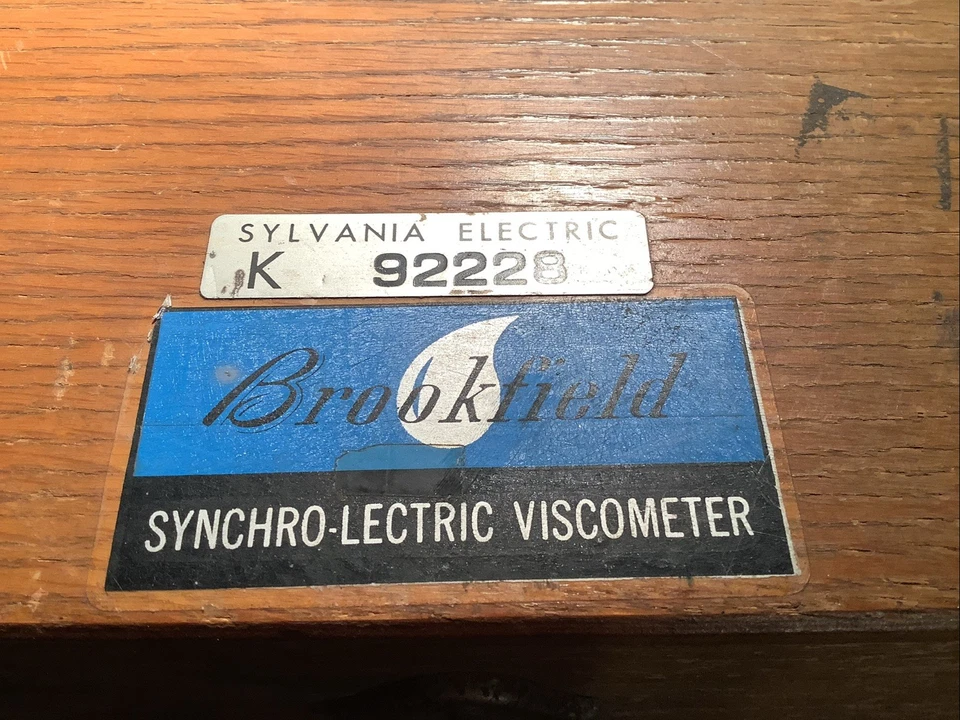 SYLVANIA ELECTRIC
K 92228
Brookfield
SYNCHRO-LECTRIC VISCOMETER